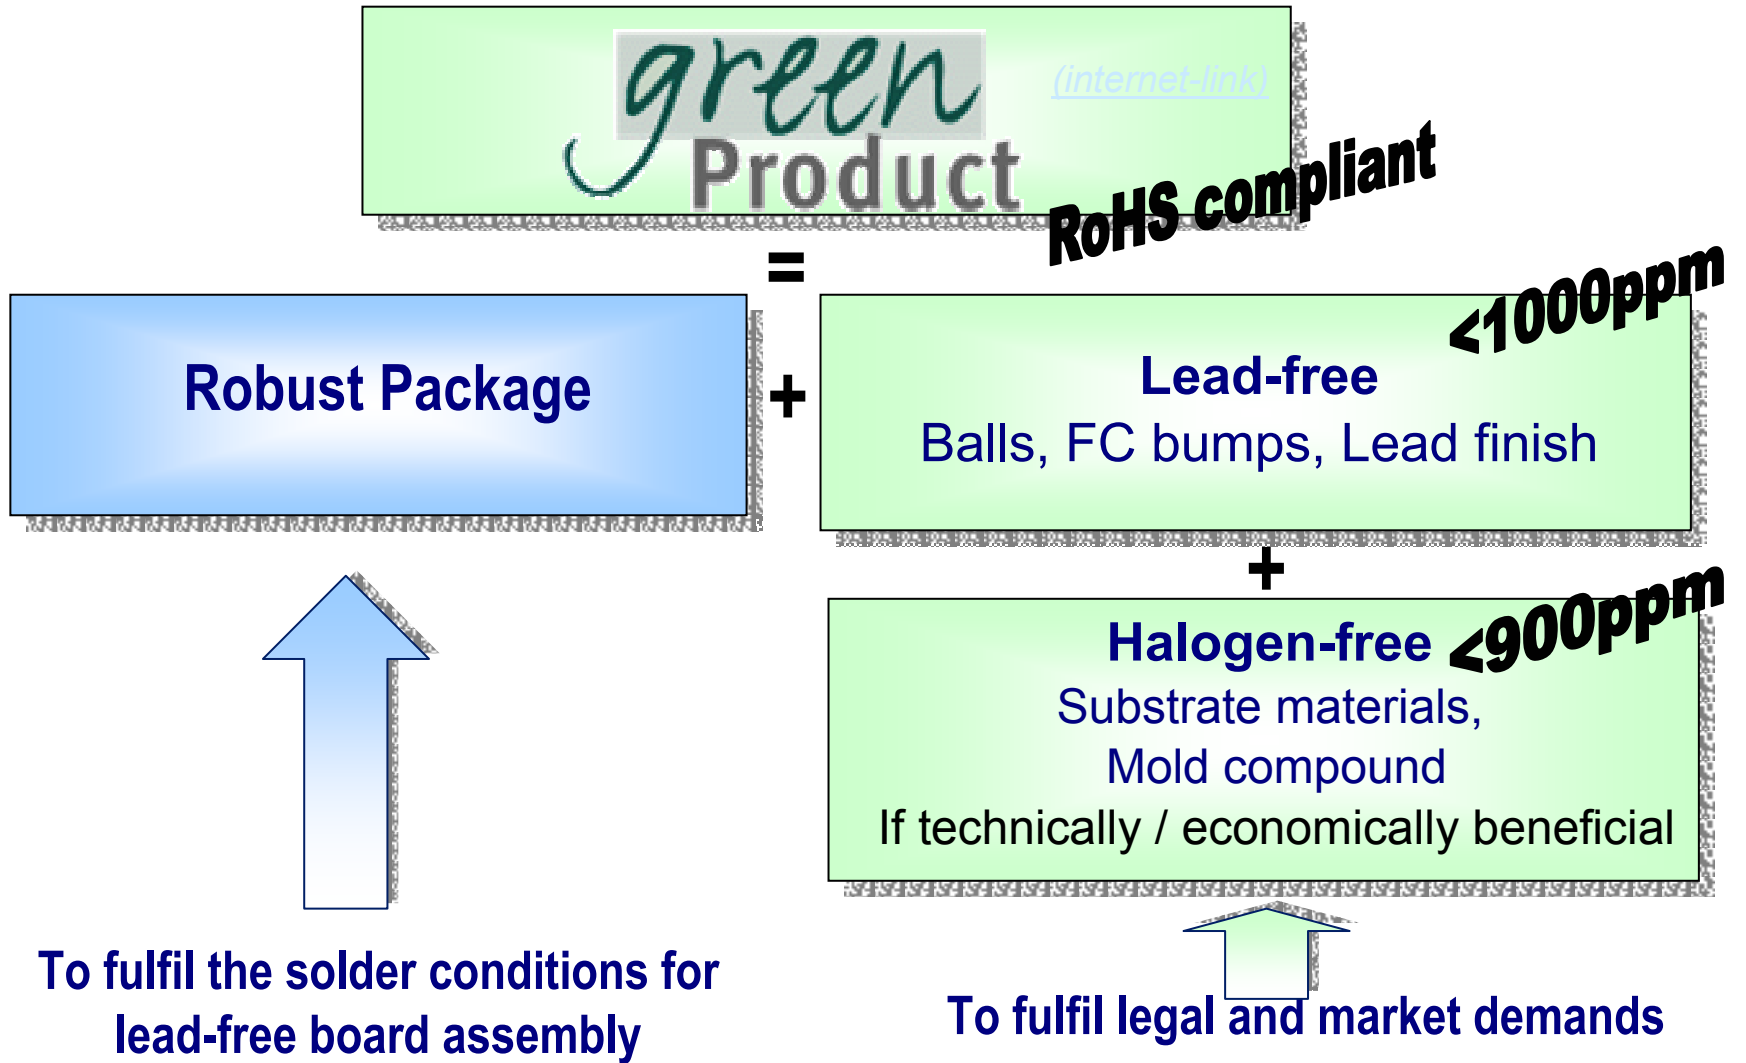 green
(internet-link)
Product
RoHS compliant
=
<1000ppm
Robust Package
+
Lead-free
Balls, FC bumps, Lead finish
+
<900ppm
Halogen-free
Substrate materials,
Mold compound
If technically / economically beneficial
To fulfil the solder conditions for
lead-free board assembly
To fulfil legal and market demands